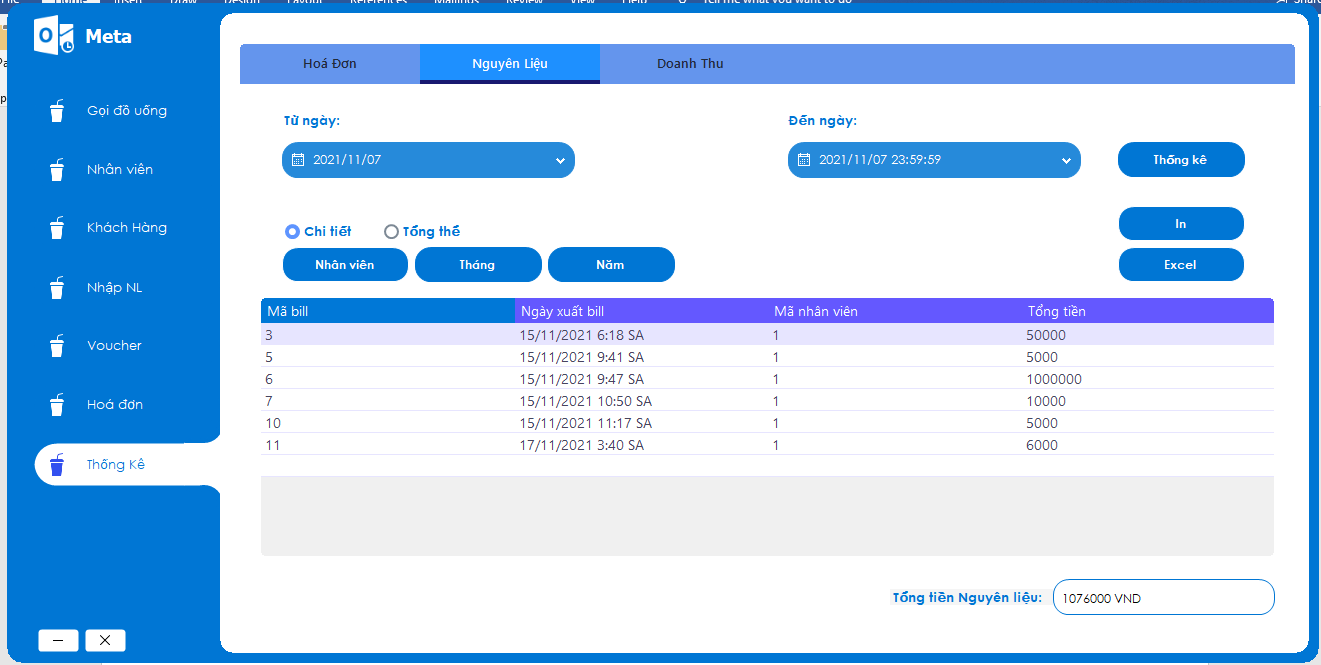 Meta
Gọi đồ uống
Nhân viên
Khách Hàng
Nhập NL
Voucher
Hoá đơn
Thống Kê
Hoá Đơn Nguyên Liệu Doanh Thu
Từ ngày: Đến ngày:
2021/11/07 2021/11/07 23:59:59 Thống kê
In
Chi tiết Tổng thể
Nhân viên Tháng Năm Excel
Mã bill Ngày xuất bill Mã nhân viên Tổng tiền
3 15/11/2021 6:18 SA 1 50000
5 15/11/2021 9:41 SA 1 5000
6 15/11/2021 9:47 SA 1 1000000
7 15/11/2021 10:50 SA 1 10000
10 15/11/2021 11:17 SA 1 5000
11 17/11/2021 3:40 SA 1 6000
Tổng tiền Nguyên liệu: 1076000 VND